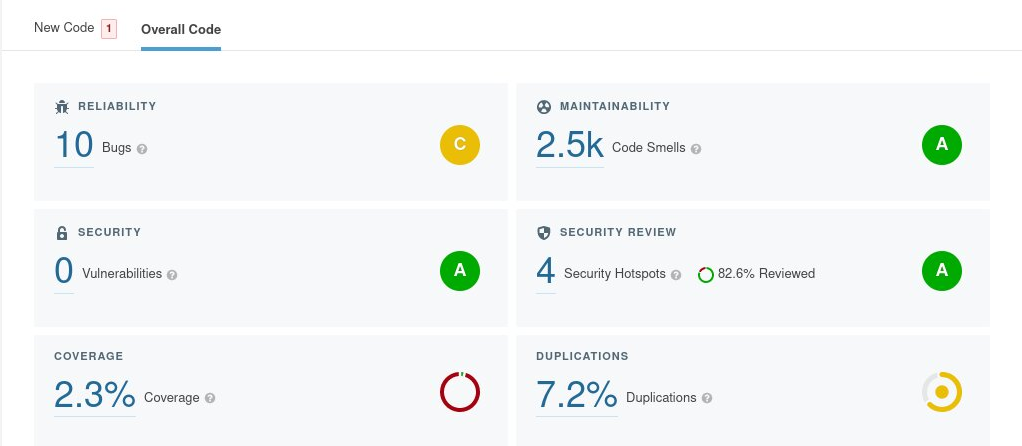 New Code 1 Overall Code
RELIABILITY
10 Bugs ?
C
MAINTAINABILITY
2.5k Code Smells ?
A
SECURITY
0 Vulnerabilities ?
A
SECURITY REVIEW
4 Security Hotspots ? 82.6% Reviewed
A
COVERAGE
2.3% Coverage ?
DUPLICATIONS
7.2% Duplications ?